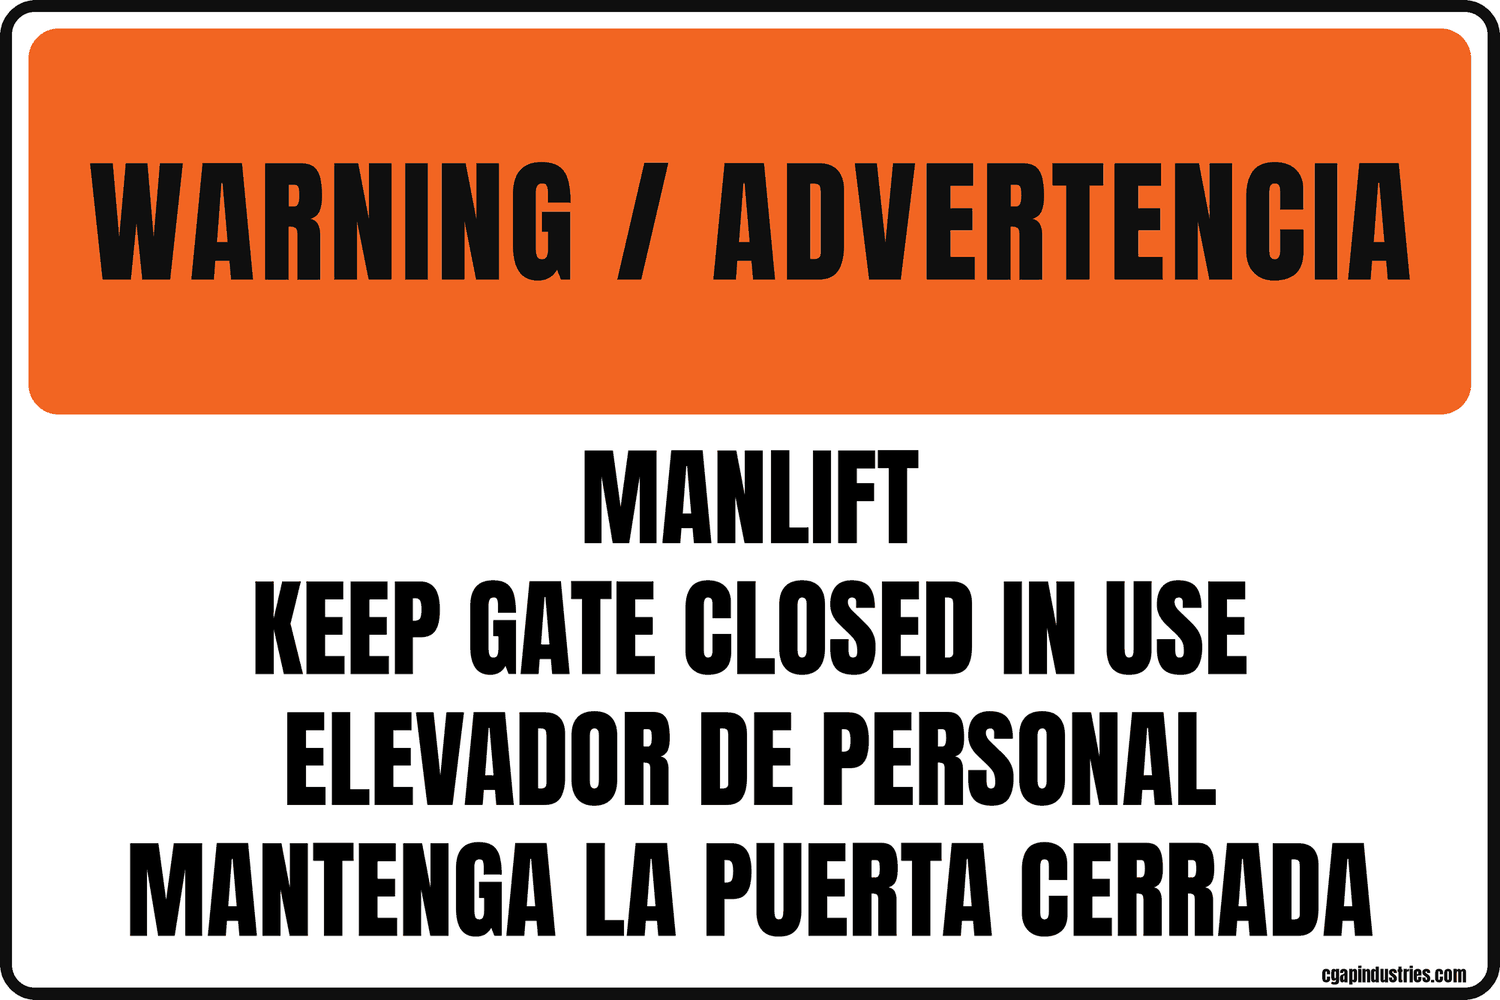 WARNING / ADVERTENCIA
MANLIFT
KEEP GATE CLOSED IN USE
ELEVADOR DE PERSONAL
MANTENGA LA PUERTA CERRADA
cgapindustries.com